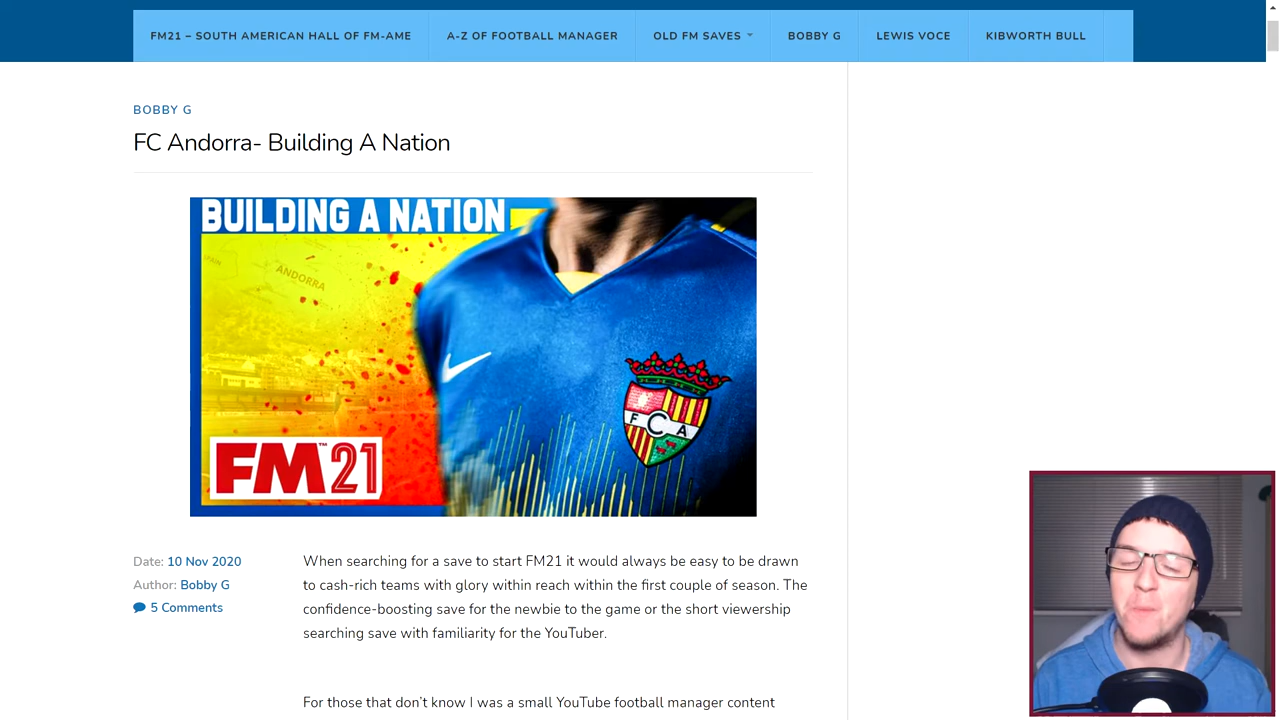 FM21 – SOUTH AMERICAN HALL OF FM-AME
A-Z OF FOOTBALL MANAGER
OLD FM SAVES
BOBBY G
LEWIS VOCE
KIBWORTH BULL
BOBBY G
FC Andorra- Building A Nation
BUILDING A NATION
SPAIN
ANDORRA
FCA
FM21
Date: 10 Nov 2020
Author: Bobby G
5 Comments
When searching for a save to start FM21 it would always be easy to be drawn
to cash-rich teams with glory within reach within the first couple of season. The
confidence-boosting save for the newbie to the game or the short viewership
searching save with familiarity for the YouTuber.
For those that don't know I was a small YouTube football manager content